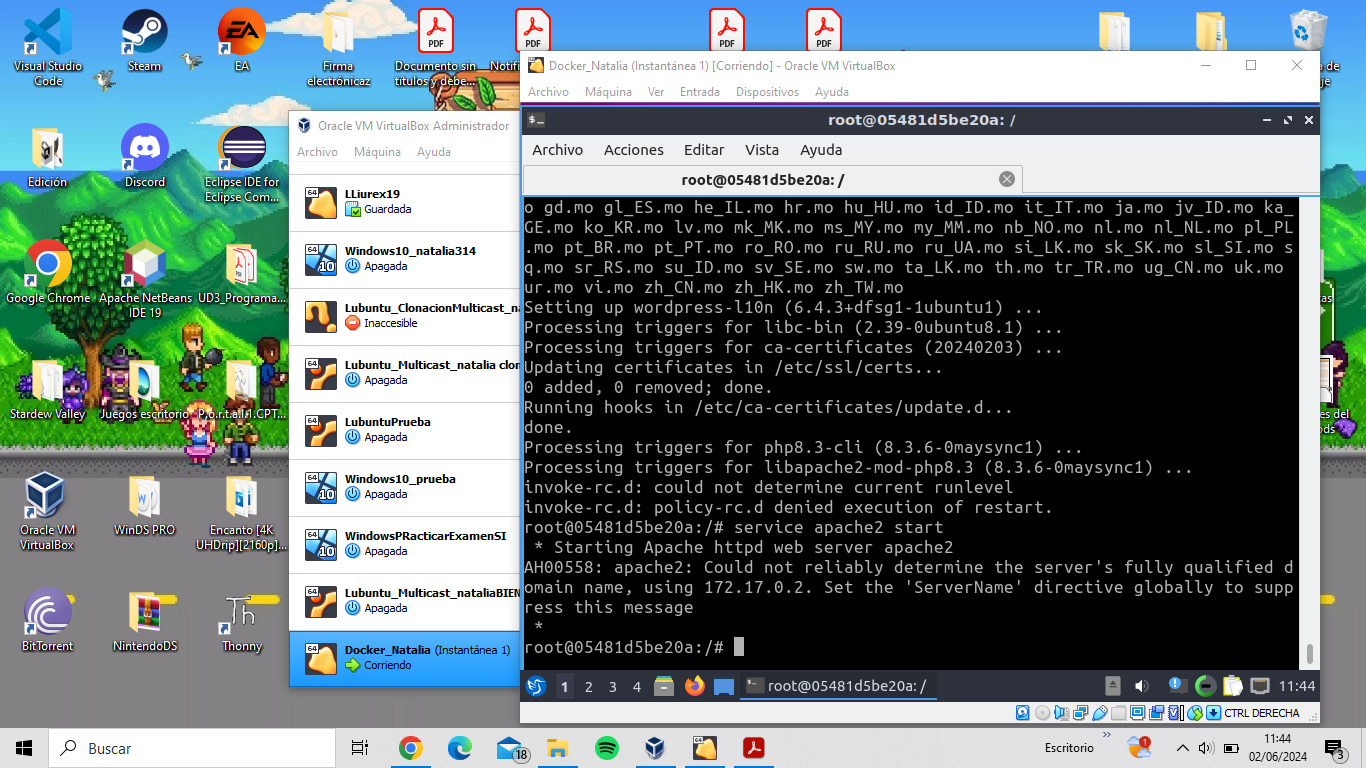 Visual Studio
Code
Steam
EA
Firma
electrónicaz
Documento sin
títulos y debe...
Docker_Natalia (Instantánea 1) [Corriendo] - Oracle VM VirtualBox
Archivo Máquina Ver Entrada Dispositivos Ayuda
root@05481d5be20a: /
Archivo Acciones Editar Vista Ayuda
root@05481d5be20a: /
o gd.mo gl_ES.mo he_IL.mo hr.mo hu_HU.mo id_ID.mo it_IT.mo ja.mo jv_ID.mo ka_
GE.mo ko_KR.mo lv.mo mk_MK.mo ms_MY.mo my_MM.mo nb_NO.mo nl.mo nl_NL.mo pl_PL
.mo pt_BR.mo pt_PT.mo ro_RO.mo ru_RU.mo ru_UA.mo si_LK.mo sk_SK.mo sl_SI.mo s
q.mo sr_RS.mo su_ID.mo sv_SE.mo sw.mo ta_LK.mo th.mo tr_TR.mo ug_CN.mo uk.mo
ur.mo vi.mo zh_CN.mo zh_HK.mo zh_TW.mo
Setting up wordpress-l10n (6.4.3+dfsg1-1ubuntu1) ...
Processing triggers for libc-bin (2.39-0ubuntu8.1) ...
Processing triggers for ca-certificates (20240203) ...
Updating certificates in /etc/ssl/certs...
0 added, 0 removed; done.
Running hooks in /etc/ca-certificates/update.d...
done.
Processing triggers for php8.3-cli (8.3.6-0maysync1) ...
Processing triggers for libapache2-mod-php8.3 (8.3.6-0maysync1) ...
invoke-rc.d: could not determine current runlevel
invoke-rc.d: policy-rc.d denied execution of restart.
root@05481d5be20a:/# service apache2 start
* Starting Apache httpd web server apache2
AH00558: apache2: Could not reliably determine the server's fully qualified d
omain name, using 172.17.0.2. Set the 'ServerName' directive globally to supp
ress this message
*
root@05481d5be20a:/#
1 2 3 4 root@05481d5be20a: / 11:44
CTRL DERECHA
Oracle VM VirtualBox Administrador
Archivo Máquina Ayuda
LLiurex19
Guardada
Windows10_natalia314
Apagada
Lubuntu_ClonacionMulticast_na
Inaccesible
Lubuntu_Multicast_natalia clon
Apagada
LubuntuPrueba
Apagada
Windows10_prueba
Apagada
WindowsPRacticarExamenSI
Apagada
Lubuntu_Multicast_nataliaBIEN
Apagada
Docker_Natalia (Instantánea 1)
Corriendo
Edición
Discord
Eclipse IDE for
Eclipse Com...
Google Chrome
Apache NetBeans
IDE 19
UD3_Programa...
Stardew Valley
Juegos escritorio
P.o.r.t.a.l.1.CPT...
Oracle VM
VirtualBox
WinDS PRO
Encanto [4K
UHDrip][2160p]...
BitTorrent
NintendoDS
Thonny
Buscar
18
Escritorio
1
11:44
02/06/2024
3